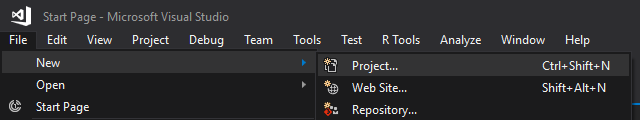 Start Page - Microsoft Visual Studio
File Edit View Project Debug Team Tools Test R Tools Analyze Window Help
New Project... Ctrl+Shift+N
Open Web Site... Shift+Alt+N
Start Page Repository...